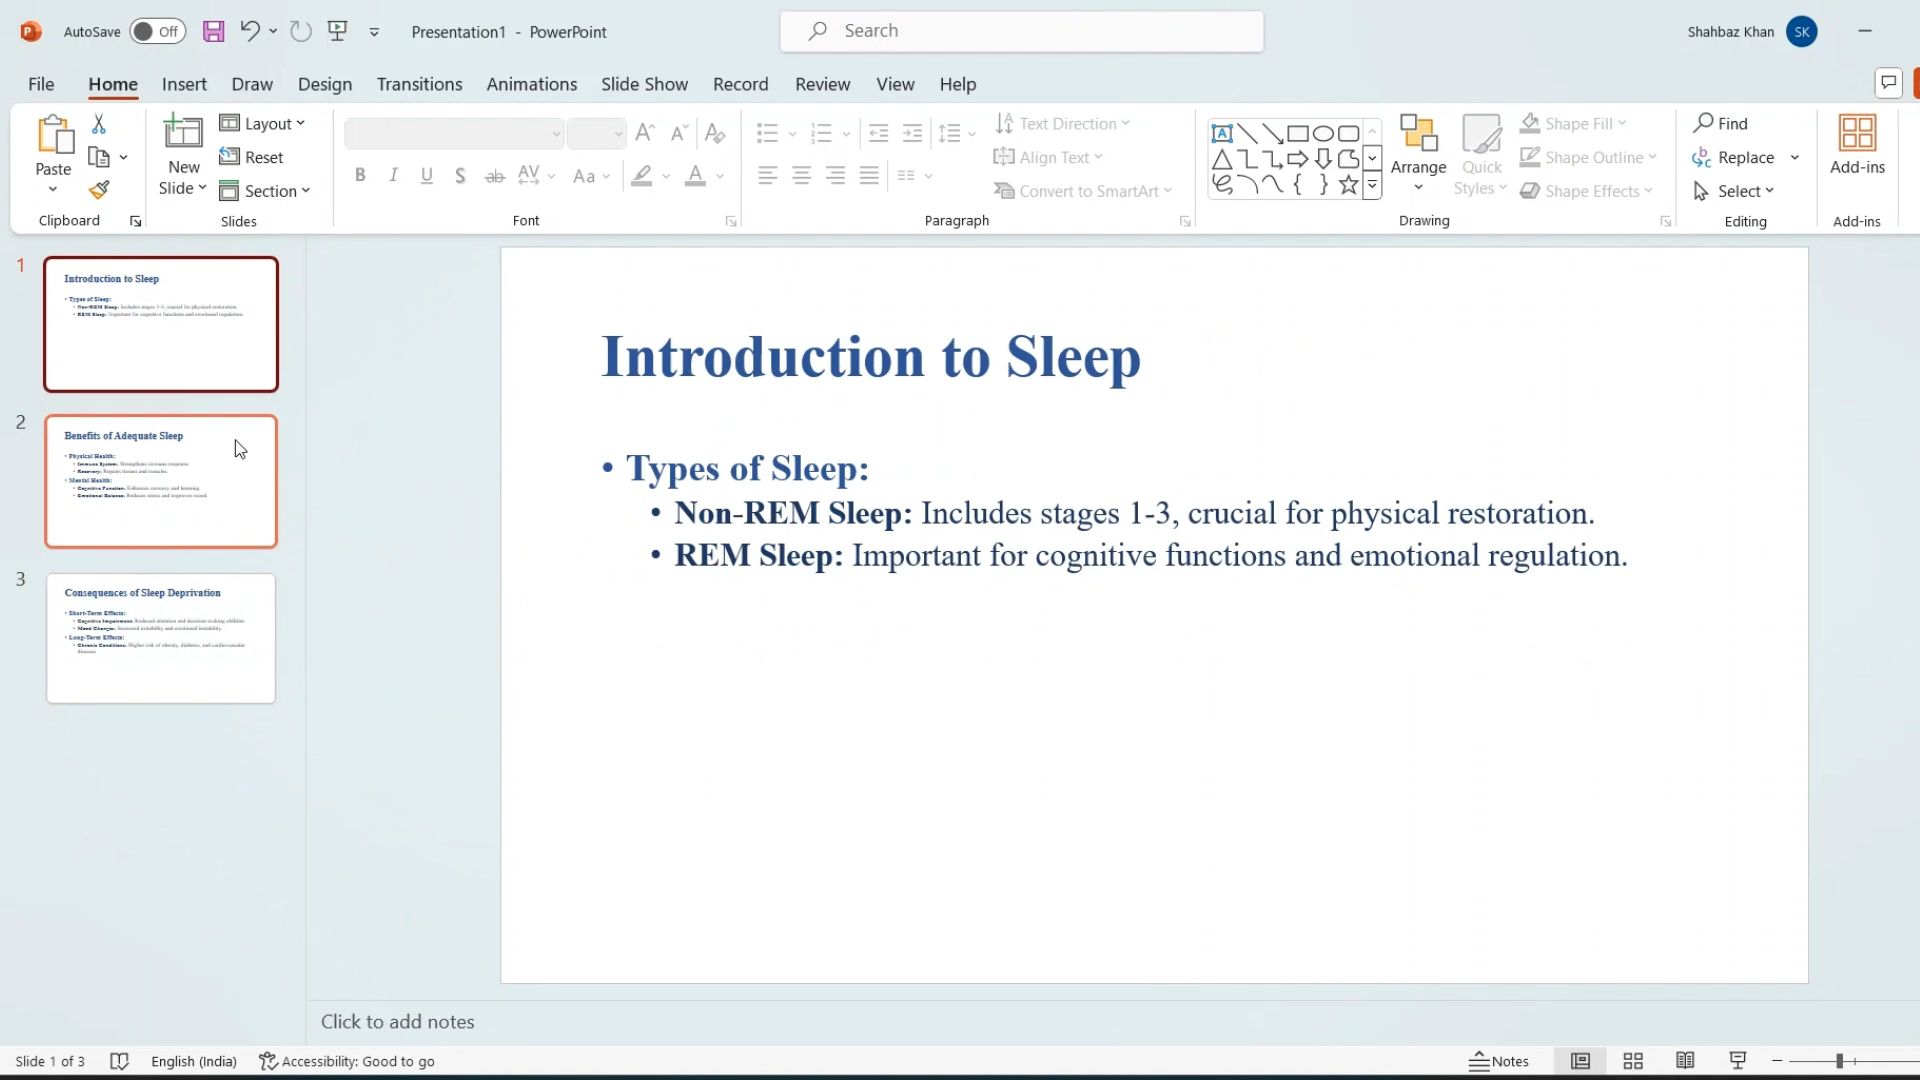 AutoSave Off Presentation1 - PowerPoint Search Shahbaz Khan SK
File Home Insert Draw Design Transitions Animations Slide Show Record Review View Help
Paste
Clipboard
New Slide
Layout
Reset
Section
Slides
B I U S ab AV Aa A
Font
Text Direction
Align Text
Convert to SmartArt
Paragraph
A
Arrange
Quick Styles
Shape Fill
Shape Outline
Shape Effects
Drawing
Find
Replace
Select
Editing
Add-ins
Add-ins
1
Introduction to Sleep
• Types of Sleep:
• Non-REM Sleep: Includes stages 1-3, crucial for physical restoration.
• REM Sleep: Important for cognitive functions and emotional regulation.
2
Benefits of Adequate Sleep
• Physical Health:
• Immune System: Strengthens immune response.
• Recovery: Repairs tissues and muscles.
• Mental Health:
• Cognitive Function: Enhances memory and learning.
• Emotional Balance: Reduces stress and improves mood.
3
Consequences of Sleep Deprivation
• Short-Term Effects:
• Cognitive Impairment: Reduced attention and decision-making abilities.
• Mood Changes: Increased irritability and emotional instability.
• Long-Term Effects:
• Chronic Conditions: Higher risk of obesity, diabetes, and cardiovascular
diseases.
Introduction to Sleep
• Types of Sleep:
• Non-REM Sleep: Includes stages 1-3, crucial for physical restoration.
• REM Sleep: Important for cognitive functions and emotional regulation.
Click to add notes
Slide 1 of 3 English (India) Accessibility: Good to go Notes